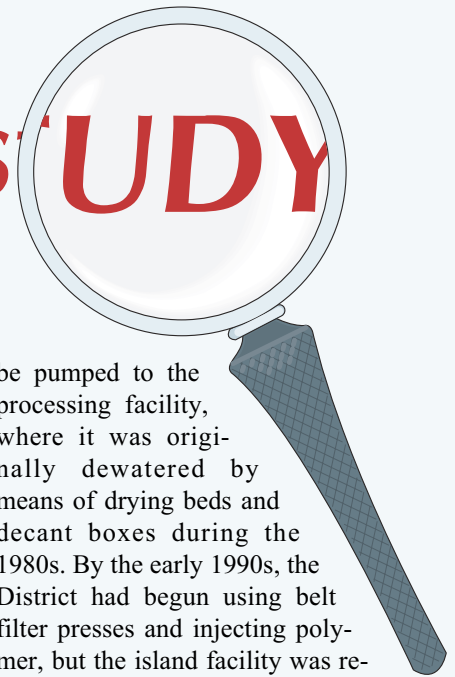 STUDY
be pumped to the
processing facility,
where it was origi-
nally dewatered by
means of drying beds and
decant boxes during the
1980s. By the early 1990s, the
District had begun using belt
filter presses and injecting poly-
mer, but the island facility was re-